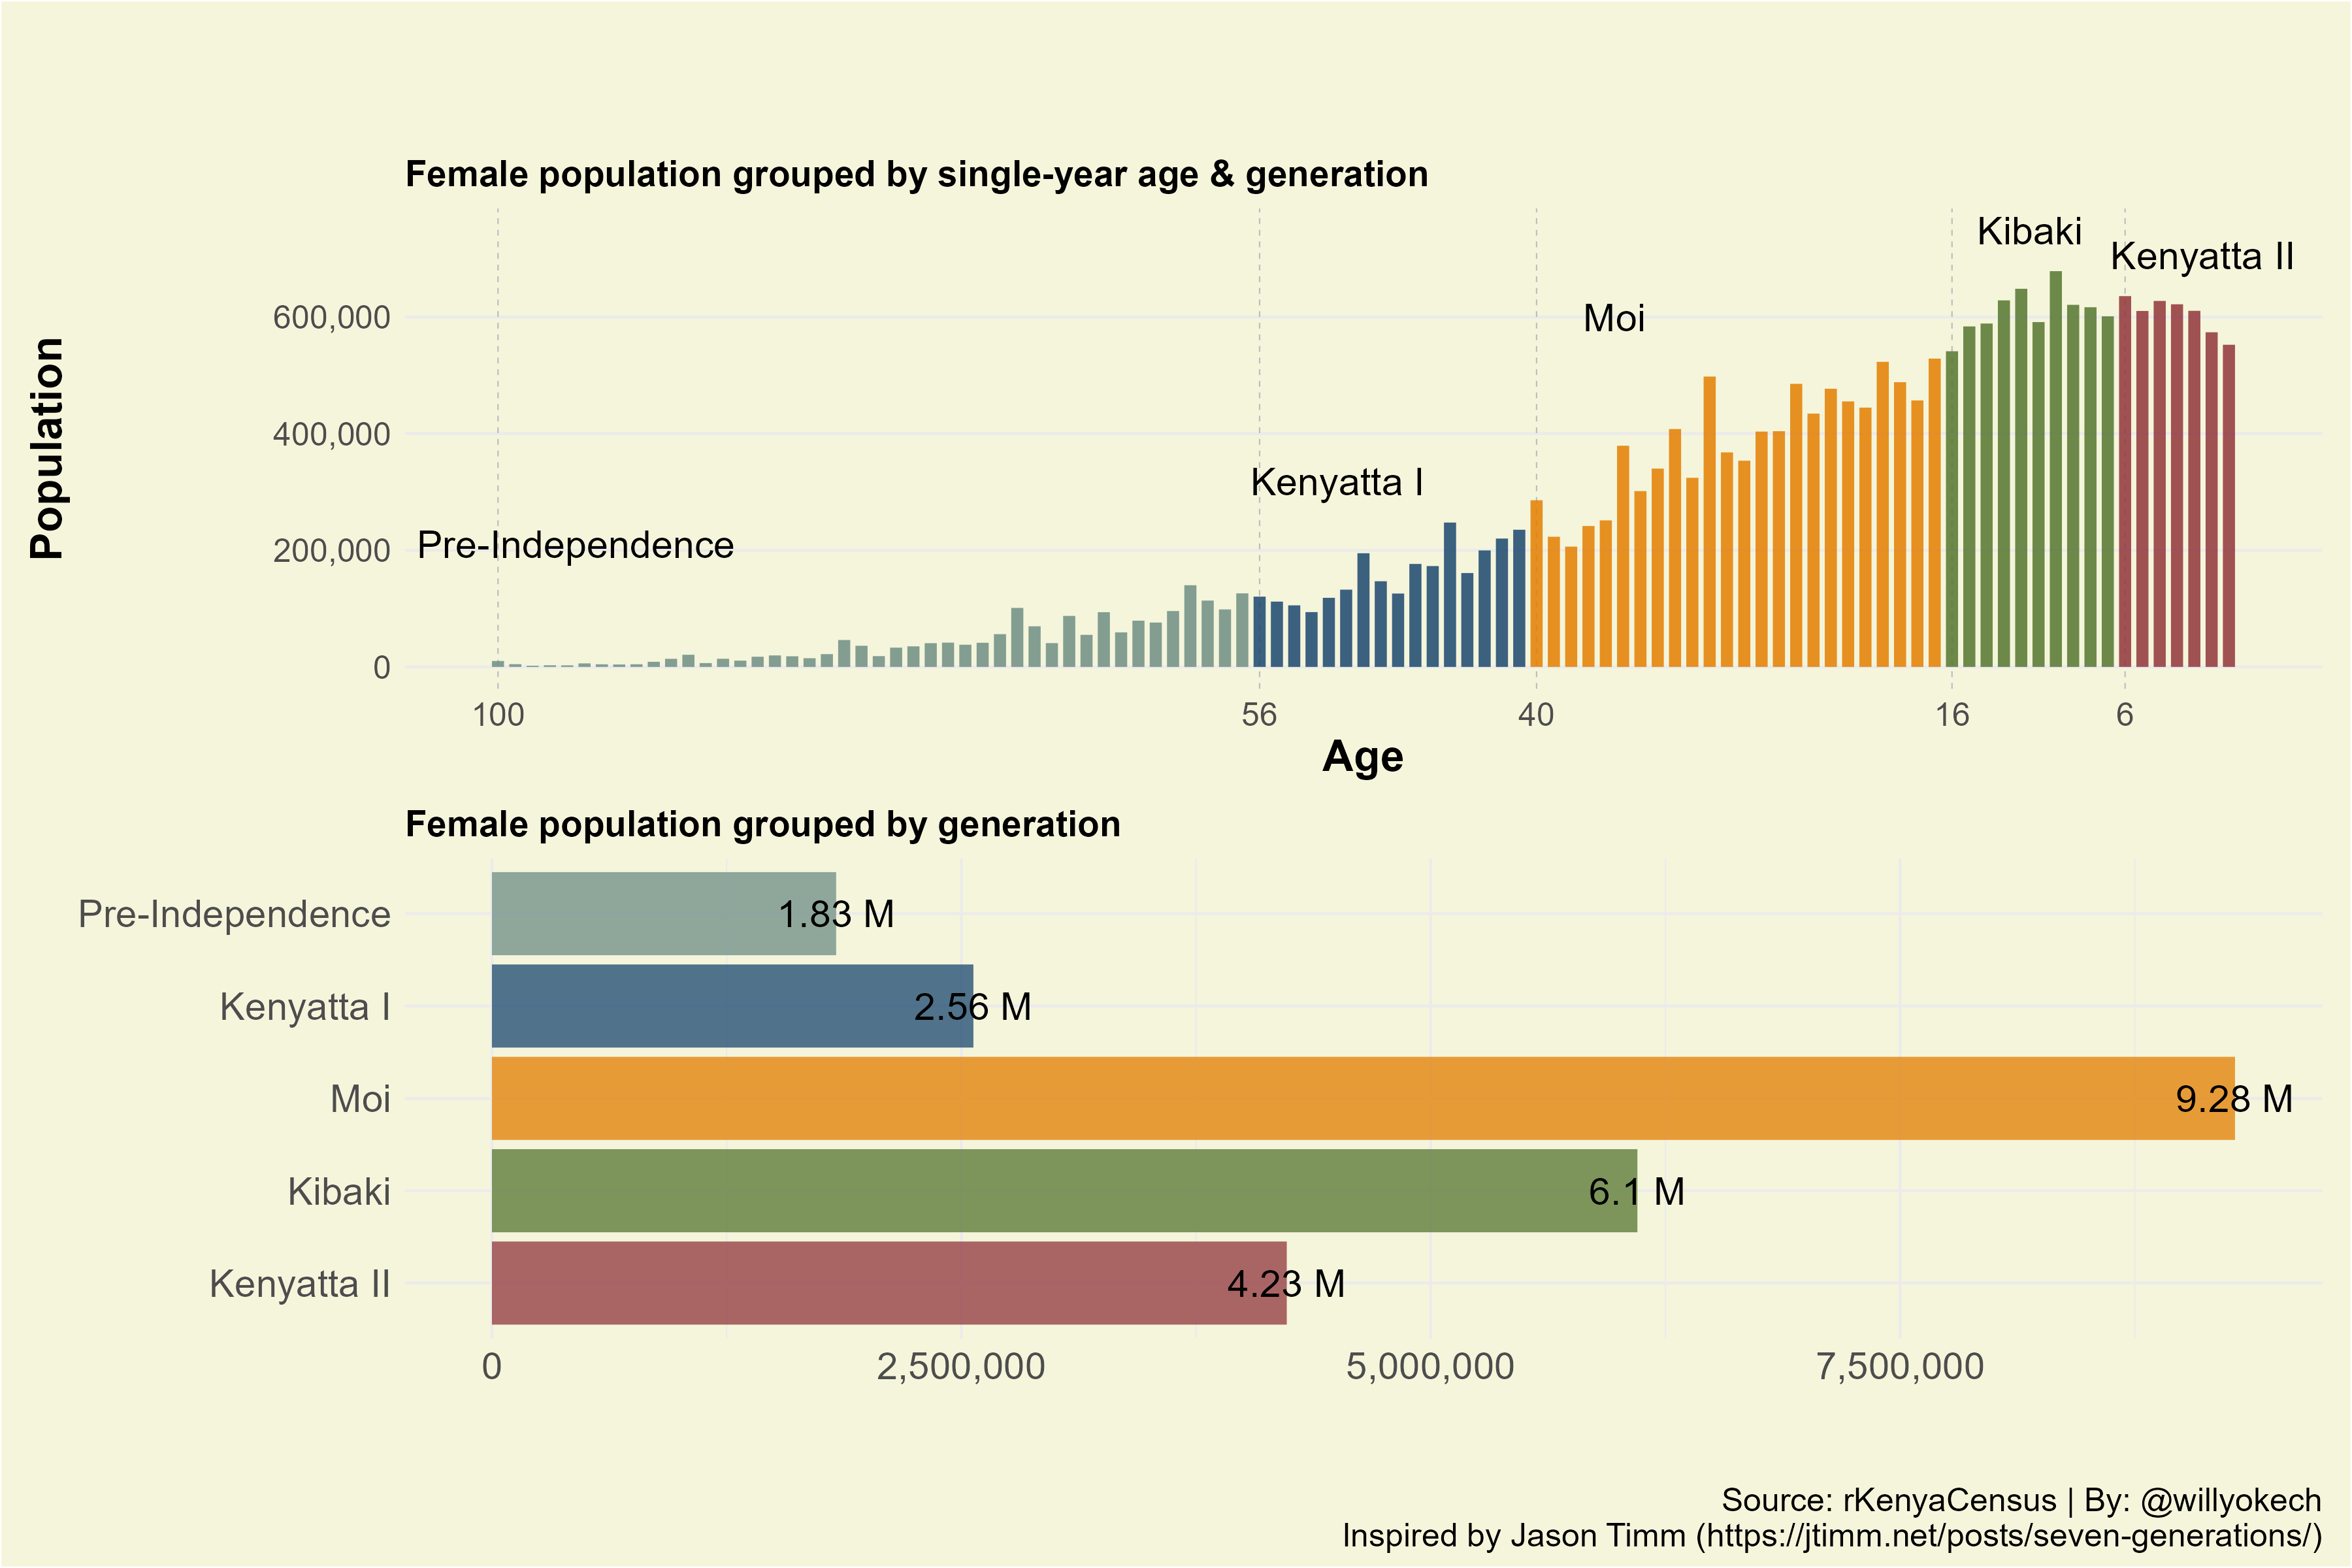 Female population grouped by single-year age & generation
Population
600,000
400,000
200,000
0
Pre-Independence
Kenyatta I
Moi
Kibaki
Kenyatta II
100
56
40
16
6
Age
Female population grouped by generation
Pre-Independence
1.83 M
Kenyatta I
2.56 M
Moi
9.28 M
Kibaki
6.1 M
Kenyatta II
4.23 M
0
2,500,000
5,000,000
7,500,000
Source: rKenyaCensus | By: @willyokech
Inspired by Jason Timm (https://jtimm.net/posts/seven-generations/)